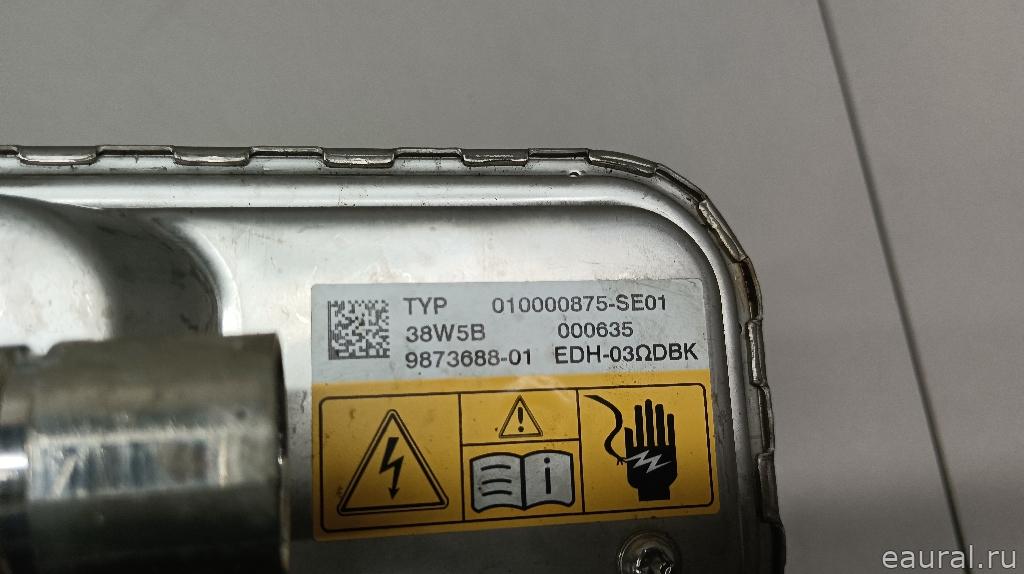 TYP 010000875-SE01
38W5B 000635
9873688-01 EDH-03ΩDBK
eaural.ru